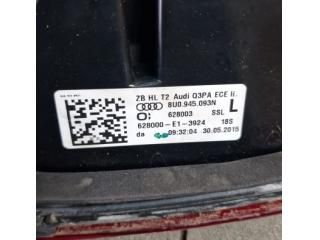 ZB HL T2 Audi Q3PA ECE li.
8U0.945.093N
L
628003 SSL
628000-E1-3924 18S
da 09:32:04 30.05.2015